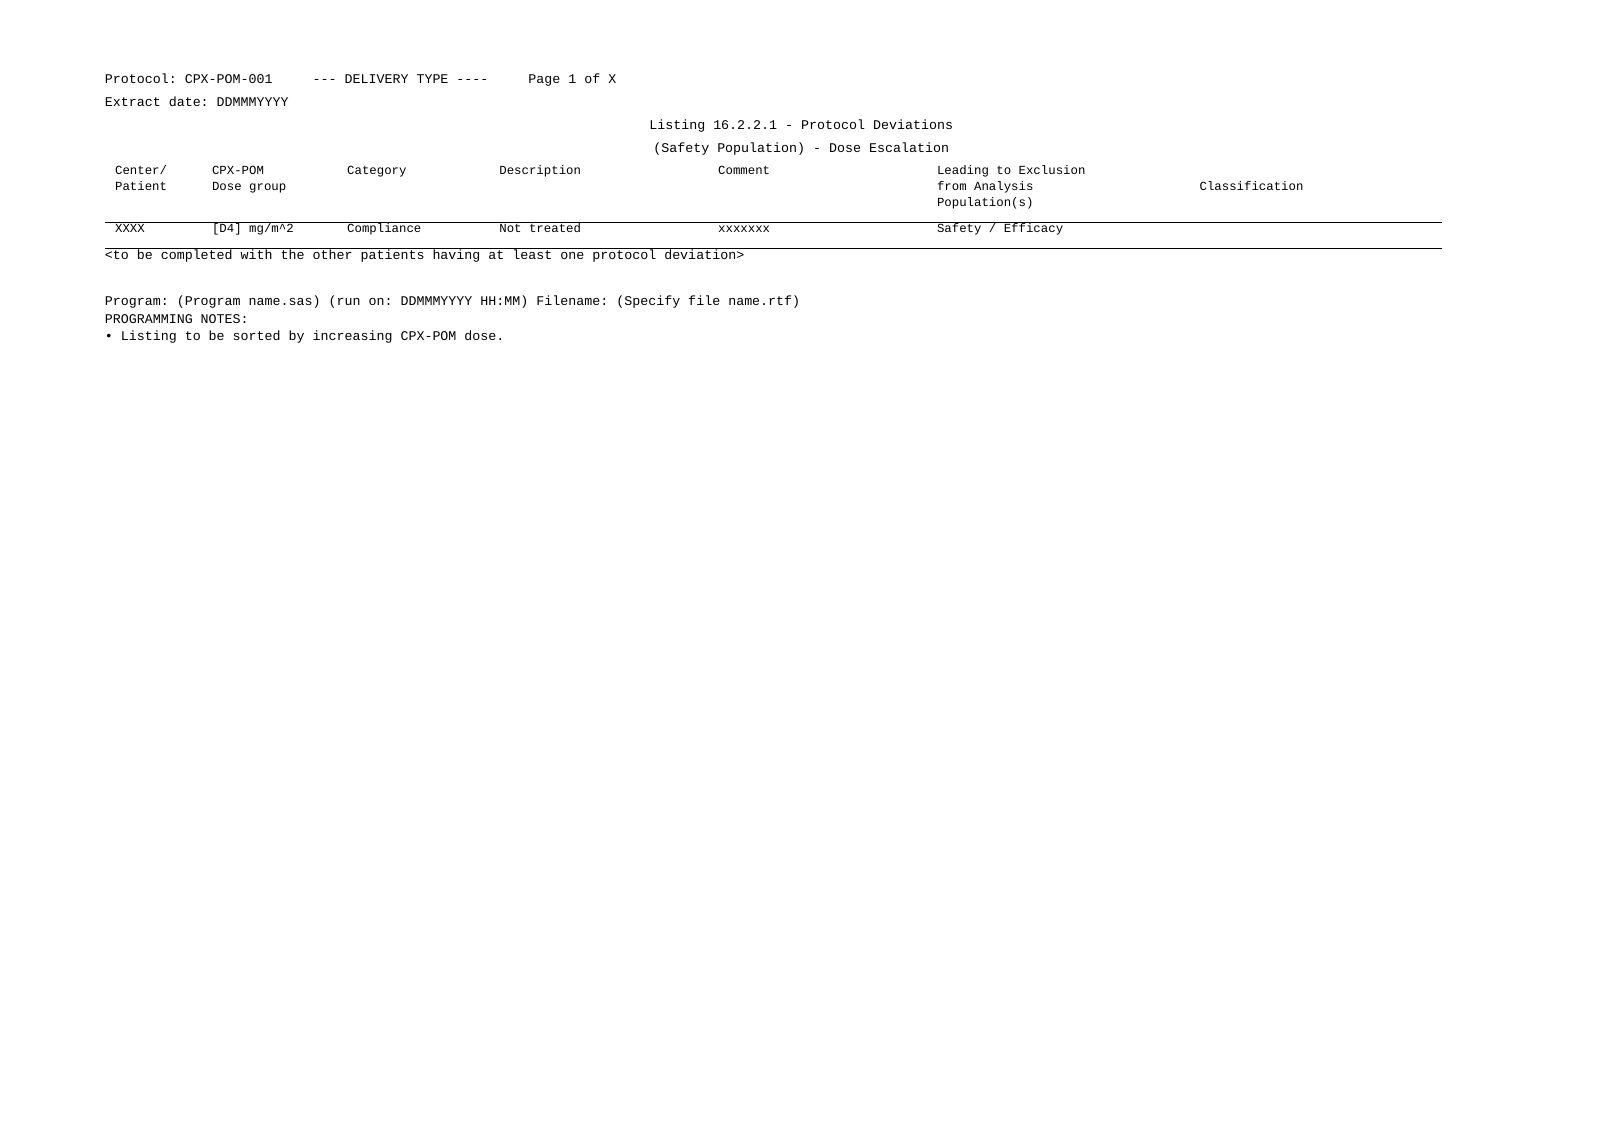 Protocol: CPX-POM-001     --- DELIVERY TYPE ----     Page 1 of X
Extract date: DDMMMYYYY
Listing 16.2.2.1 - Protocol Deviations
(Safety Population) - Dose Escalation
Center/ CPX-POM Category Description Comment Leading to Exclusion
Patient Dose group from Analysis Classification
Population(s)
XXXX [D4] mg/m^2 Compliance Not treated xxxxxxx Safety / Efficacy
<to be completed with the other patients having at least one protocol deviation>
Program: (Program name.sas) (run on: DDMMMYYYY HH:MM) Filename: (Specify file name.rtf)
PROGRAMMING NOTES:
• Listing to be sorted by increasing CPX-POM dose.